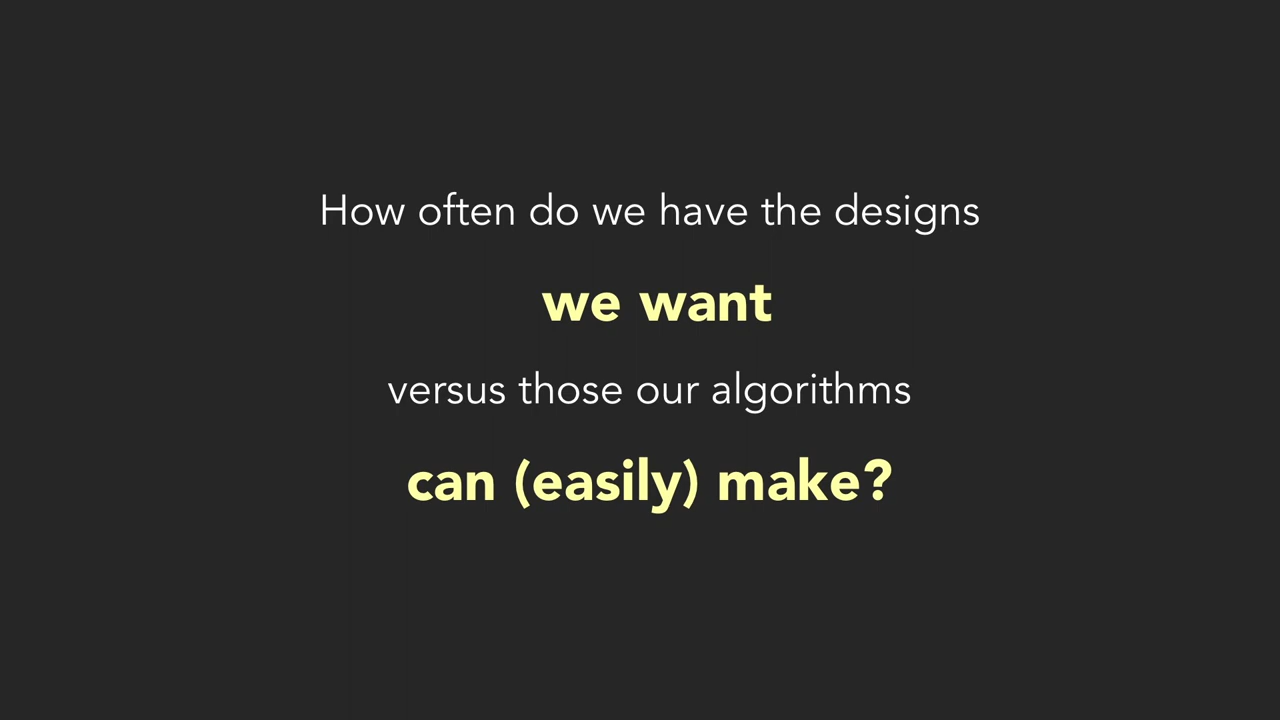 How often do we have the designs
we want
versus those our algorithms
can (easily) make?